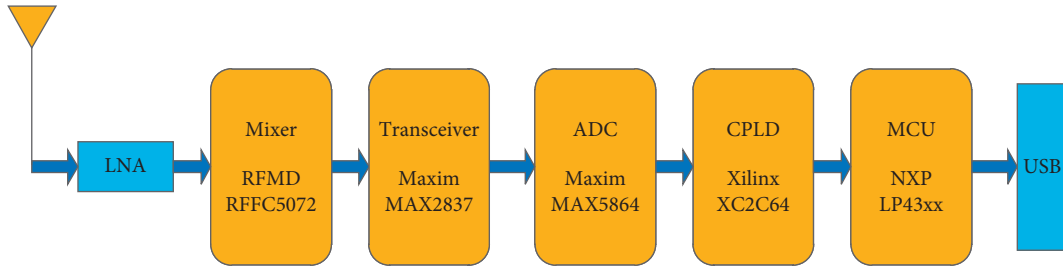 LNA
Mixer
RFMD
RFFC5072
Transceiver
Maxim
MAX2837
ADC
Maxim
MAX5864
CPLD
Xilinx
XC2C64
MCU
NXP
LP43xx
USB